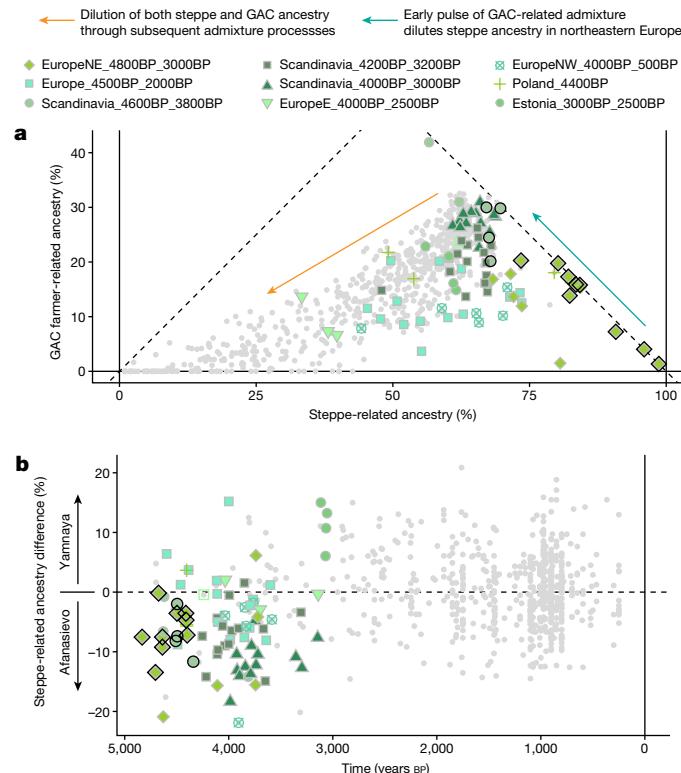 Dilution of both steppe and GAC ancestry
through subsequent admixture processses
Early pulse of GAC-related admixture
dilutes steppe ancestry in northeastern Europe
EuropeNE_4800BP_3000BP
Scandinavia_4200BP_3200BP
EuropeNW_4000BP_500BP
Europe_4500BP_2000BP
Scandinavia_4000BP_3000BP
Poland_4400BP
Scandinavia_4600BP_3800BP
EuropeE_4000BP_2500BP
Estonia_3000BP_2500BP
a
GAC farmer-related ancestry (%)
40
30
20
10
0
0
25
50
75
100
Steppe-related ancestry (%)
b
Steppe-related ancestry difference (%)
Yamnaya
Afanasievo
20
10
0
−10
−20
5,000
4,000
3,000
2,000
1,000
0
Time (years BP)